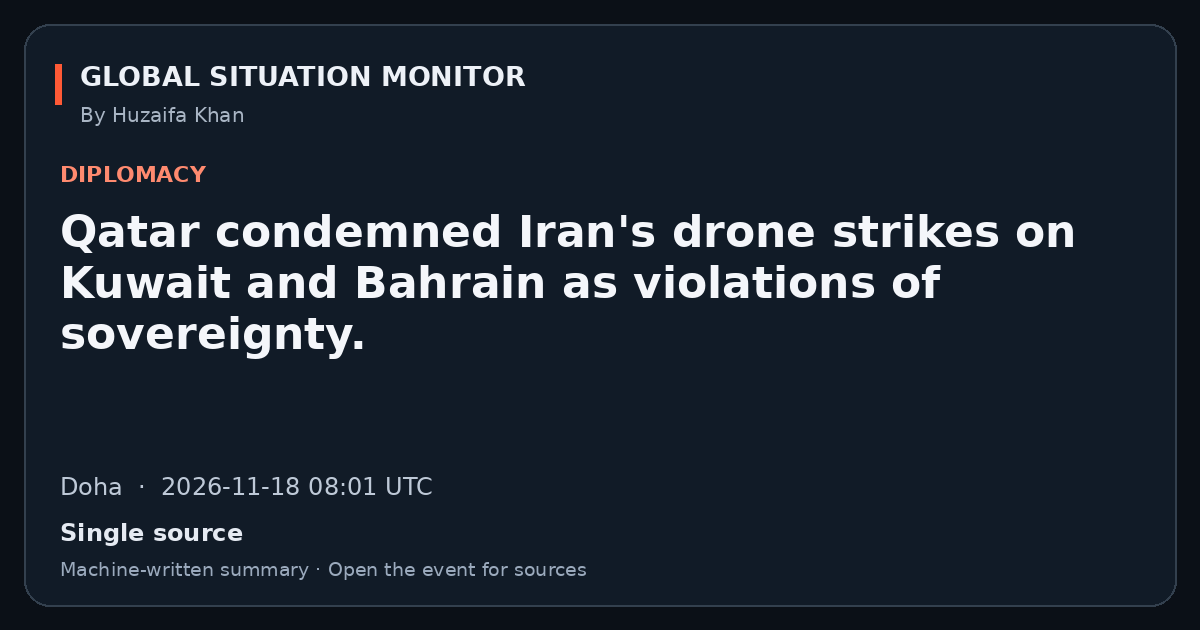 GLOBAL SITUATION MONITOR
By Huzaifa Khan
DIPLOMACY
Qatar condemned Iran's drone strikes on
Kuwait and Bahrain as violations of
sovereignty.
Doha · 2026-11-18 08:01 UTC
Single source
Machine-written summary · Open the event for sources